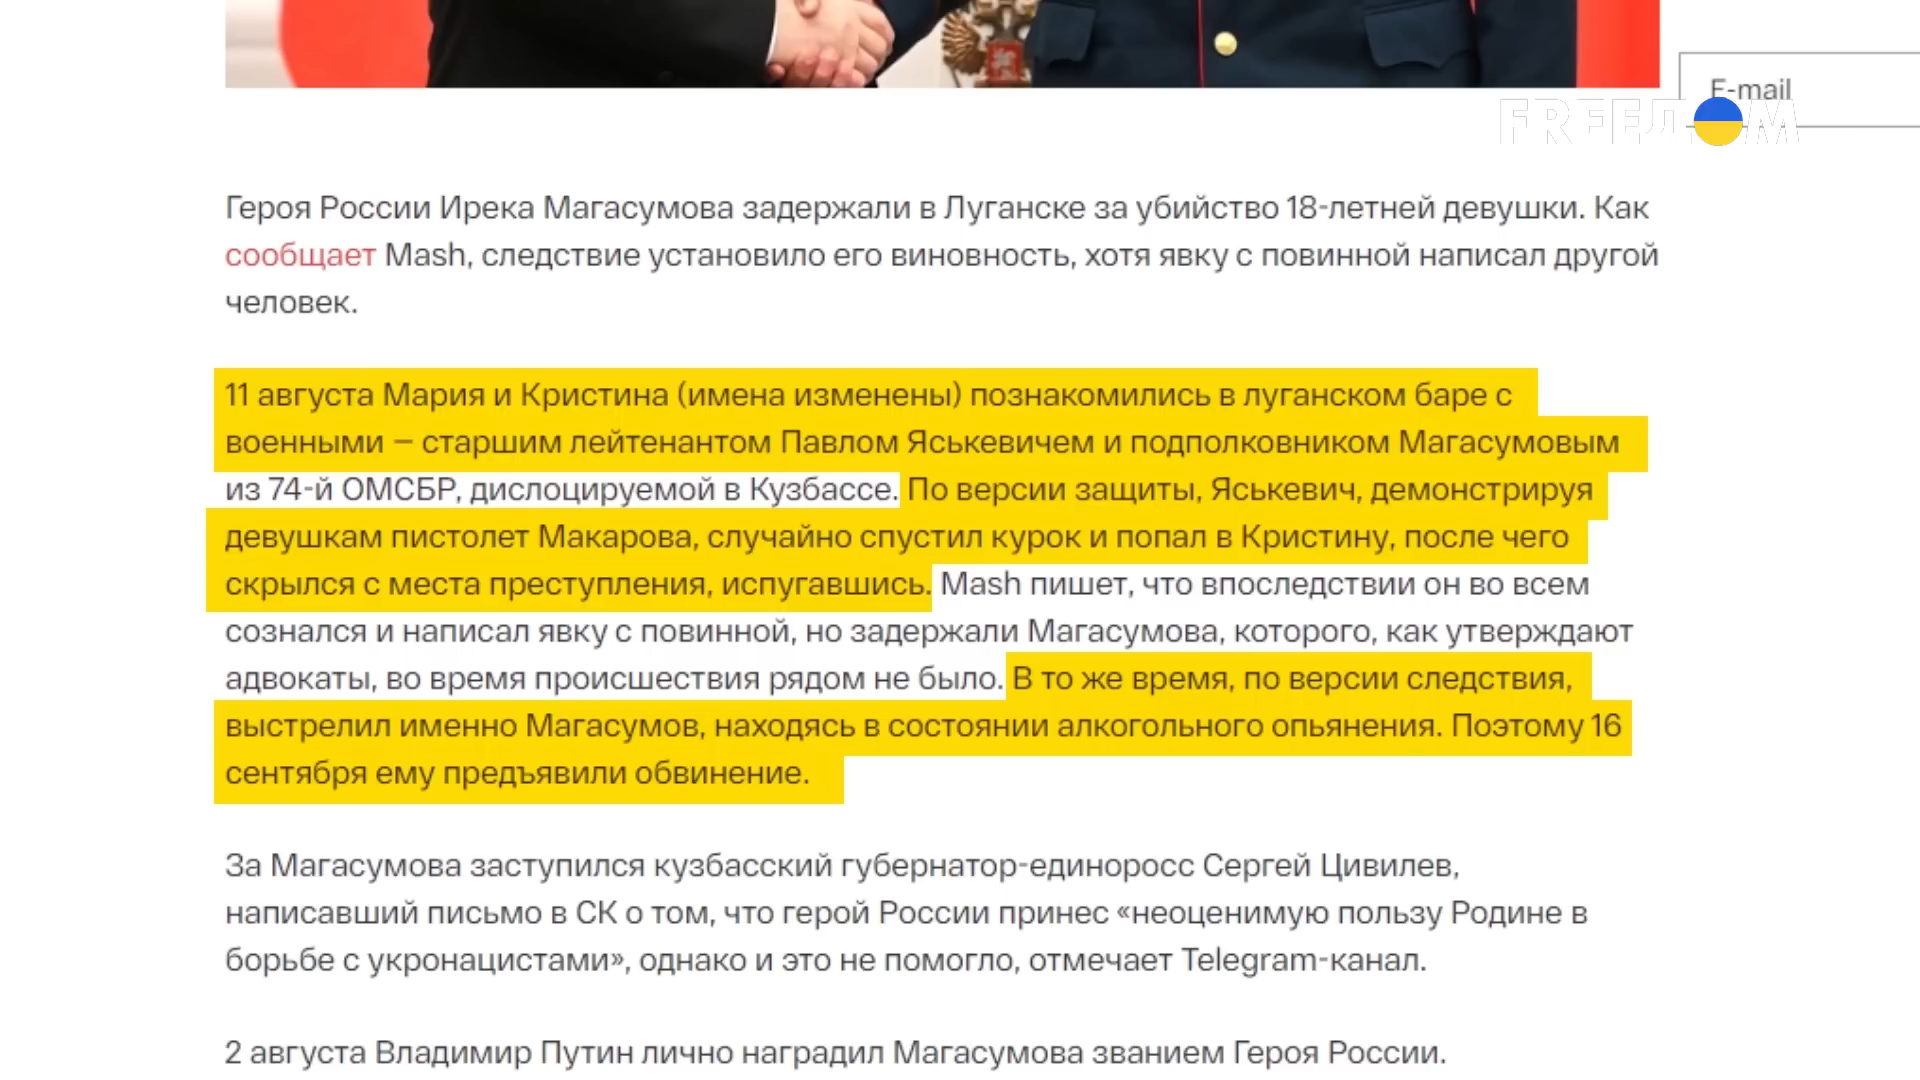 E-mail
FREEДOM
Героя России Ирека Магасумова задержали в Луганске за убийство 18-летней девушки. Как
сообщает Mash, следствие установило его виновность, хотя явку с повинной написал другой
человек.
11 августа Мария и Кристина (имена изменены) познакомились в луганском баре с
военными – старшим лейтенантом Павлом Яськевичем и подполковником Магасумовым
из 74-й ОМСБР, дислоцируемой в Кузбассе. По версии защиты, Яськевич, демонстрируя
девушкам пистолет Макарова, случайно спустил курок и попал в Кристину, после чего
скрылся с места преступления, испугавшись. Mash пишет, что впоследствии он во всем
сознался и написал явку с повинной, но задержали Магасумова, которого, как утверждают
адвокаты, во время происшествия рядом не было. В то же время, по версии следствия,
выстрелил именно Магасумов, находясь в состоянии алкогольного опьянения. Поэтому 16
сентября ему предъявили обвинение.
За Магасумова заступился кузбасский губернатор-единоросс Сергей Цивилев,
написавший письмо в СК о том, что герой России принес «неоценимую пользу Родине в
борьбе с укронацистами», однако и это не помогло, отмечает Telegram-канал.
2 августа Владимир Путин лично наградил Магасумова званием Героя России.